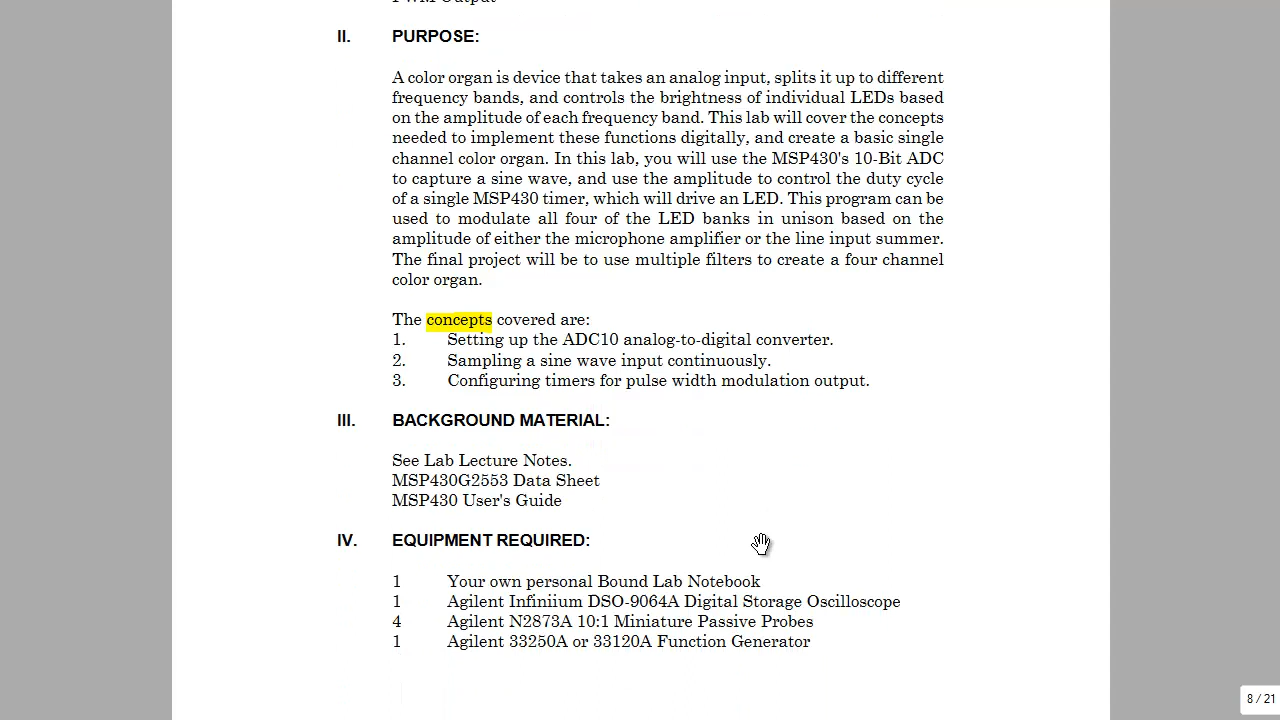 II. PURPOSE:
A color organ is device that takes an analog input, splits it up to different
frequency bands, and controls the brightness of individual LEDs based
on the amplitude of each frequency band. This lab will cover the concepts
needed to implement these functions digitally, and create a basic single
channel color organ. In this lab, you will use the MSP430's 10-Bit ADC
to capture a sine wave, and use the amplitude to control the duty cycle
of a single MSP430 timer, which will drive an LED. This program can be
used to modulate all four of the LED banks in unison based on the
amplitude of either the microphone amplifier or the line input summer.
The final project will be to use multiple filters to create a four channel
color organ.
The concepts covered are:
1. Setting up the ADC10 analog-to-digital converter.
2. Sampling a sine wave input continuously.
3. Configuring timers for pulse width modulation output.
III. BACKGROUND MATERIAL:
See Lab Lecture Notes.
MSP430G2553 Data Sheet
MSP430 User's Guide
IV. EQUIPMENT REQUIRED:
1 Your own personal Bound Lab Notebook
1 Agilent Infiniium DSO-9064A Digital Storage Oscilloscope
4 Agilent N2873A 10:1 Miniature Passive Probes
1 Agilent 33250A or 33120A Function Generator
8 / 21